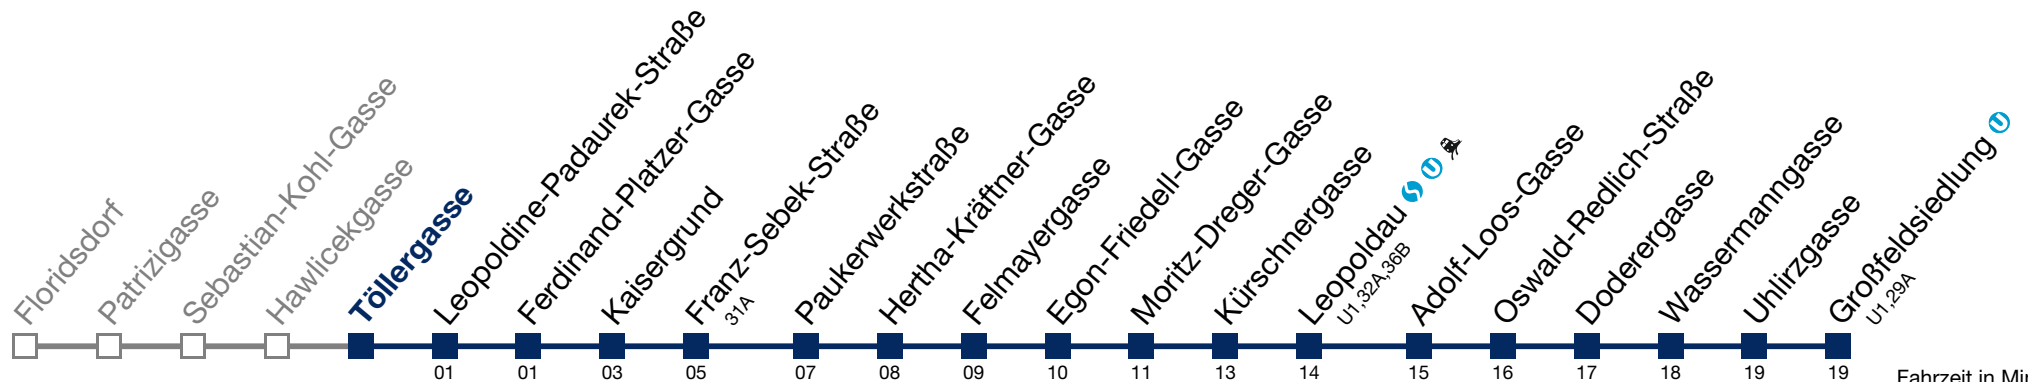 Floridsdorf
Patrizigasse
Sebastian-Kohl-Gasse
Hawlicekgasse
Töllergasse
Leopoldine-Padaurek-Straße
Ferdinand-Platzer-Gasse
Kaisergrund
Franz-Sebek-Straße
31A
Paukerwerkstraße
Hertha-Kräftner-Gasse
Felmayergasse
Egon-Friedell-Gasse
Moritz-Dreger-Gasse
Kürschnergasse
Leopoldau S U
U1,32A,36B
Adolf-Loos-Gasse
Oswald-Redlich-Straße
Doderergasse
Wassermanngasse
Uhlirzgasse
Großfeldsiedlung U
U1,29A
01 01 03 05 07 08 09 10 11 13 14 15 16 17 18 19 19
Fahrzeit in